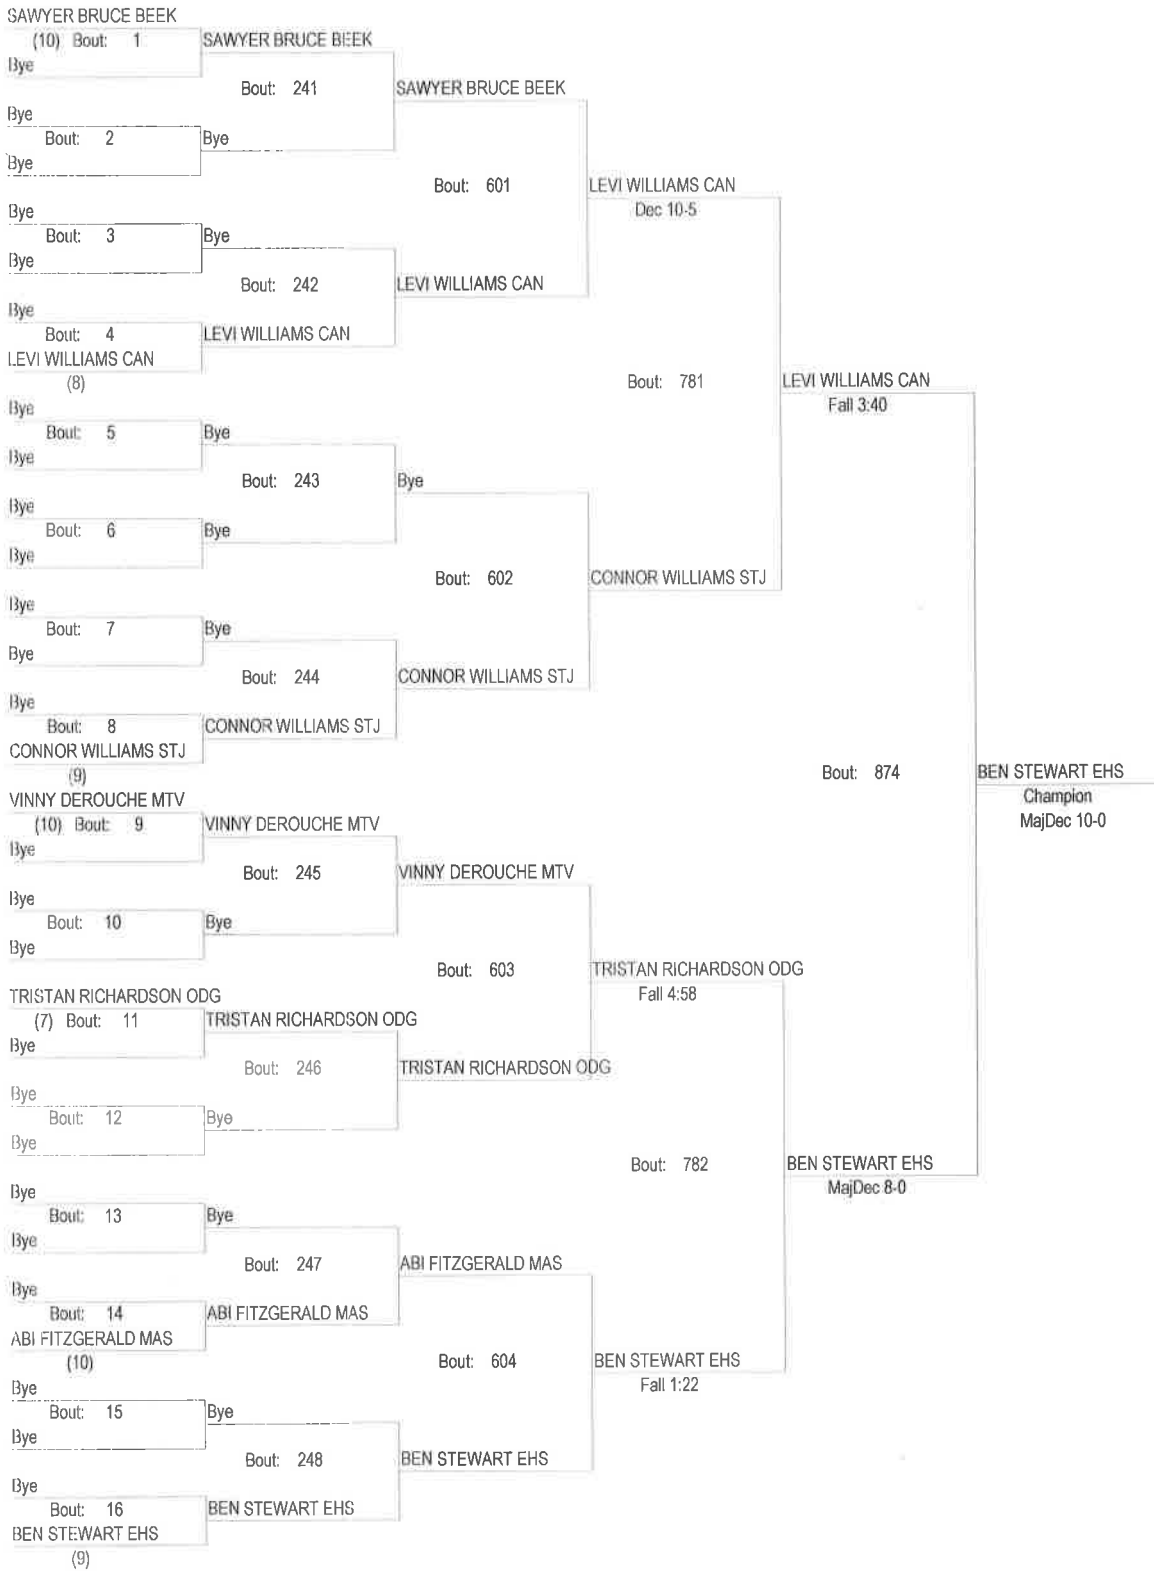 SAWYER BRUCE BEEK
(10) Bout: 1
SAWYER BRUCE BEEK
Bye
Bout: 241
SAWYER BRUCE BEEK
Bye
Bout: 2
Bye
Bye
Bout: 601
LEVI WILLIAMS CAN
Dec 10-5
Bye
Bout: 3
Bye
Bye
Bout: 242
LEVI WILLIAMS CAN
Bye
Bout: 4
LEVI WILLIAMS CAN
LEVI WILLIAMS CAN
(8)
Bout: 781
LEVI WILLIAMS CAN
Fall 3:40
Bye
Bout: 5
Bye
Bye
Bout: 243
Bye
Bye
Bout: 6
Bye
Bye
Bout: 602
CONNOR WILLIAMS STJ
Bye
Bout: 7
Bye
Bye
Bout: 244
CONNOR WILLIAMS STJ
Bye
Bout: 8
CONNOR WILLIAMS STJ
CONNOR WILLIAMS STJ
(9)
Bout: 874
BEN STEWART EHS
Champion
MajDec 10-0
VINNY DEROUCHE MTV
(10) Bout: 9
VINNY DEROUCHE MTV
Bye
Bout: 245
VINNY DEROUCHE MTV
Bye
Bout: 10
Bye
Bye
Bout: 603
TRISTAN RICHARDSON ODG
Fall 4:58
TRISTAN RICHARDSON ODG
(7) Bout: 11
TRISTAN RICHARDSON ODG
Bye
Bout: 246
TRISTAN RICHARDSON ODG
Bye
Bout: 12
Bye
Bye
Bout: 782
BEN STEWART EHS
MajDec 8-0
Bye
Bout: 13
Bye
Bye
Bout: 247
ABI FITZGERALD MAS
Bye
Bout: 14
ABI FITZGERALD MAS
ABI FITZGERALD MAS
(10)
Bout: 604
BEN STEWART EHS
Fall 1:22
Bye
Bout: 15
Bye
Bye
Bout: 248
BEN STEWART EHS
Bye
Bout: 16
BEN STEWART EHS
BEN STEWART EHS
(9)